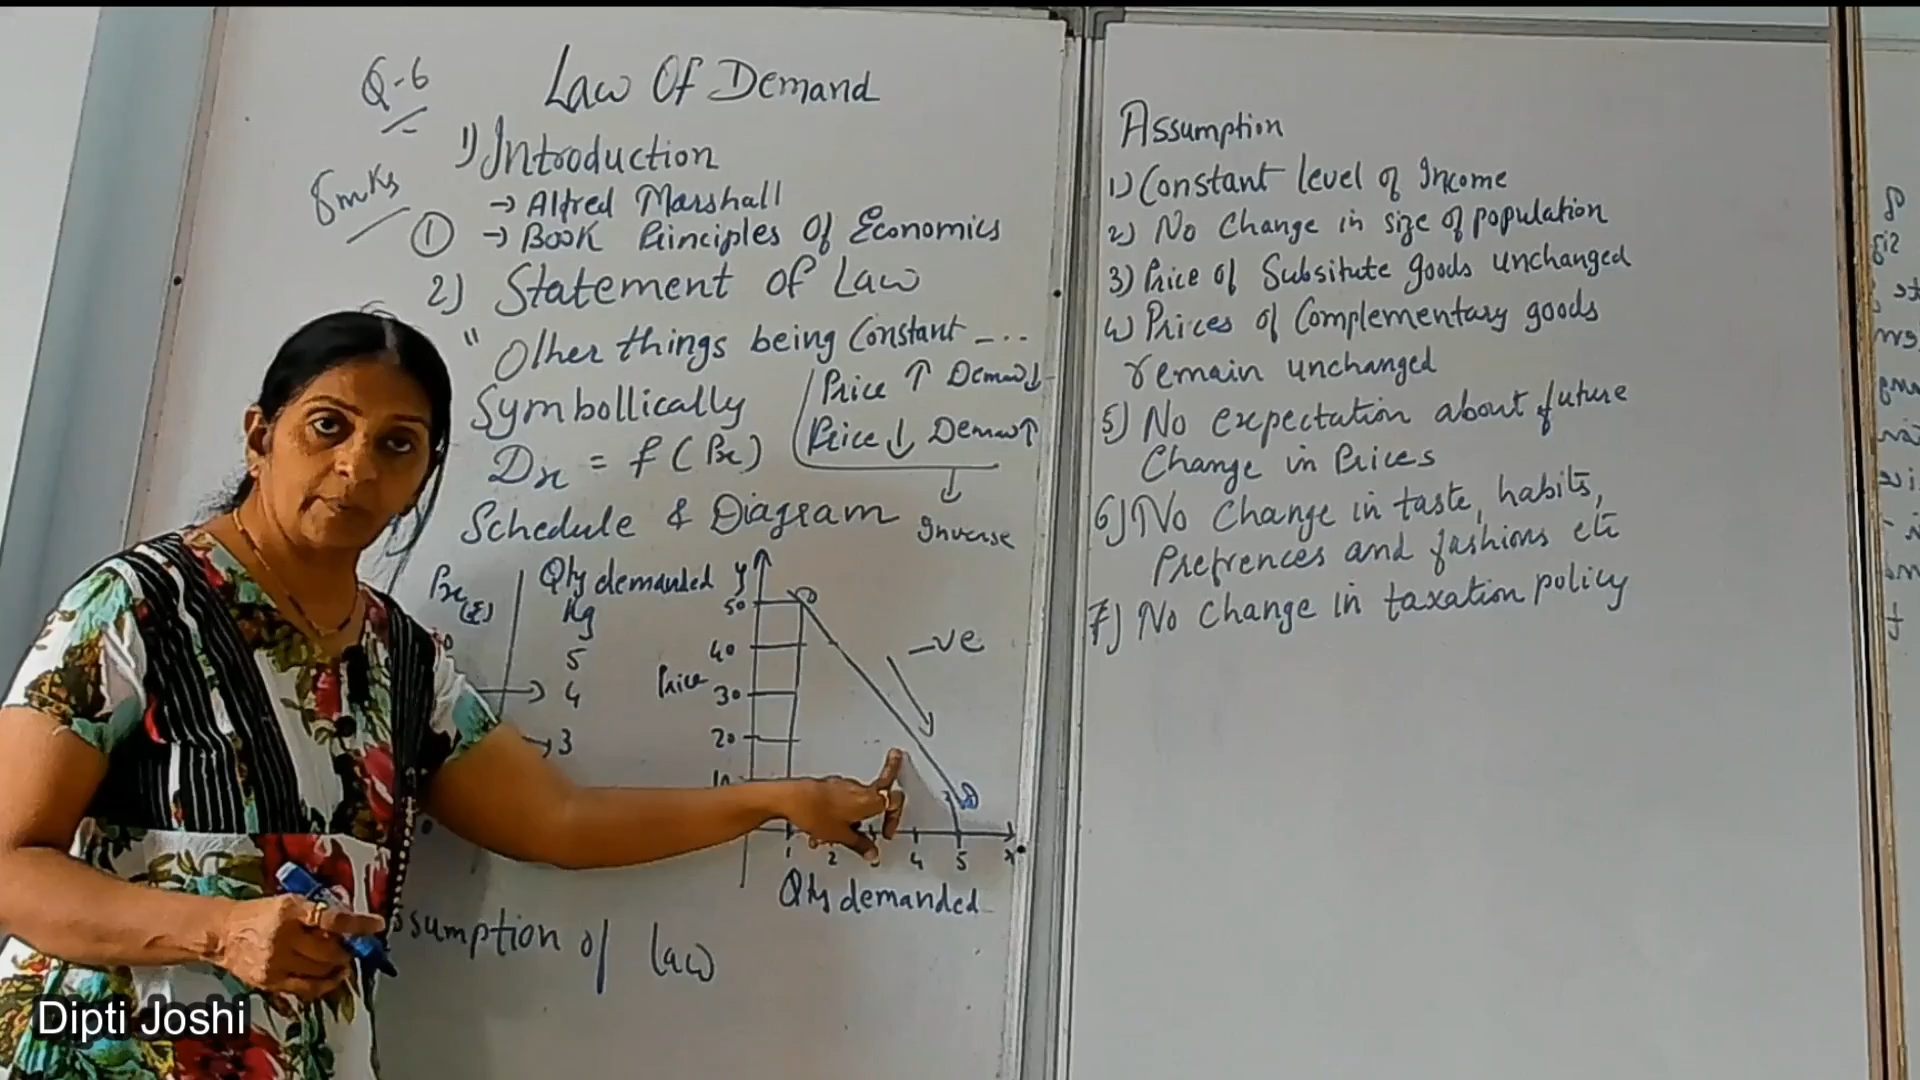 Q-6
Law Of Demand
1) Introduction
8mks
→ Alfred Marshall
① → Book Principles Of Economics
2) Statement of Law
"Other things being Constant _...
Price ↑ Demand↓
Symbollically
Price ↓ Demand↑
Dx = f (Px)
Inverse
Schedule & Diagram
Px (₹)
Qty demanded
Kg
5
→ 4
→ 3
y
50
40
30
20
10
Price
-ve
1 2 3 4 5 x
Qty demanded
ssumption of law
Assumption
1) Constant level of Income
2) No Change in size of population
3) Price of Subsitute goods unchanged
4) Prices of Complementary goods
remain unchanged
5) No expectation about future
Change in Prices
6) No Change in taste, habits,
Prefrences and fashions etc
7) No Change in taxation policy
Dipti Joshi